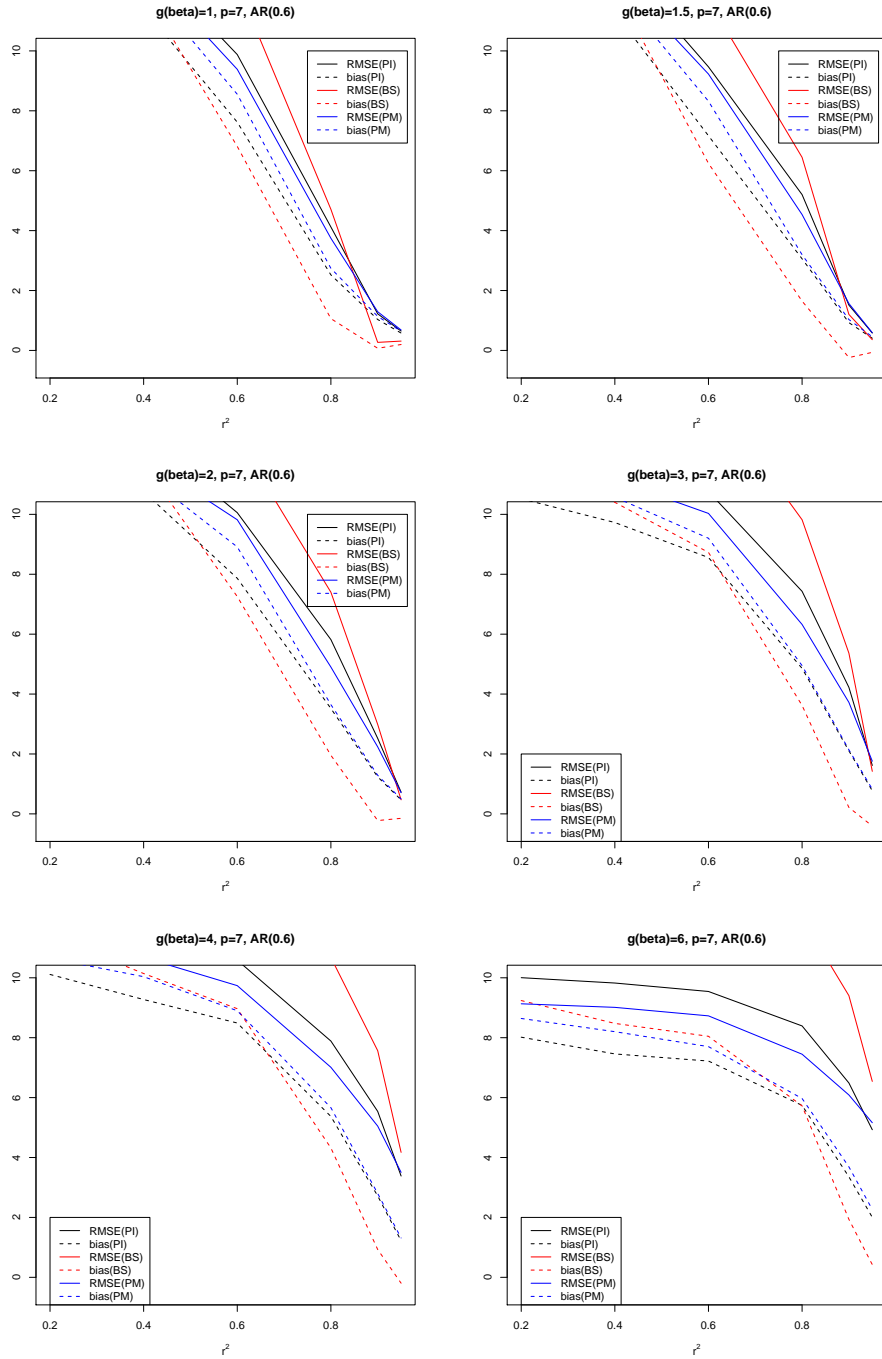 g(beta)=1, p=7, AR(0.6)
10
8
6
4
2
0
RMSE(PI)
bias(PI)
RMSE(BS)
bias(BS)
RMSE(PM)
bias(PM)
0.2 0.4 0.6 0.8
r²
g(beta)=1.5, p=7, AR(0.6)
10
8
6
4
2
0
RMSE(PI)
bias(PI)
RMSE(BS)
bias(BS)
RMSE(PM)
bias(PM)
0.2 0.4 0.6 0.8
r²
g(beta)=2, p=7, AR(0.6)
10
8
6
4
2
0
RMSE(PI)
bias(PI)
RMSE(BS)
bias(BS)
RMSE(PM)
bias(PM)
0.2 0.4 0.6 0.8
r²
g(beta)=3, p=7, AR(0.6)
10
8
6
4
2
0
RMSE(PI)
bias(PI)
RMSE(BS)
bias(BS)
RMSE(PM)
bias(PM)
0.2 0.4 0.6 0.8
r²
g(beta)=4, p=7, AR(0.6)
10
8
6
4
2
0
RMSE(PI)
bias(PI)
RMSE(BS)
bias(BS)
RMSE(PM)
bias(PM)
0.2 0.4 0.6 0.8
r²
g(beta)=6, p=7, AR(0.6)
10
8
6
4
2
0
RMSE(PI)
bias(PI)
RMSE(BS)
bias(BS)
RMSE(PM)
bias(PM)
0.2 0.4 0.6 0.8
r²